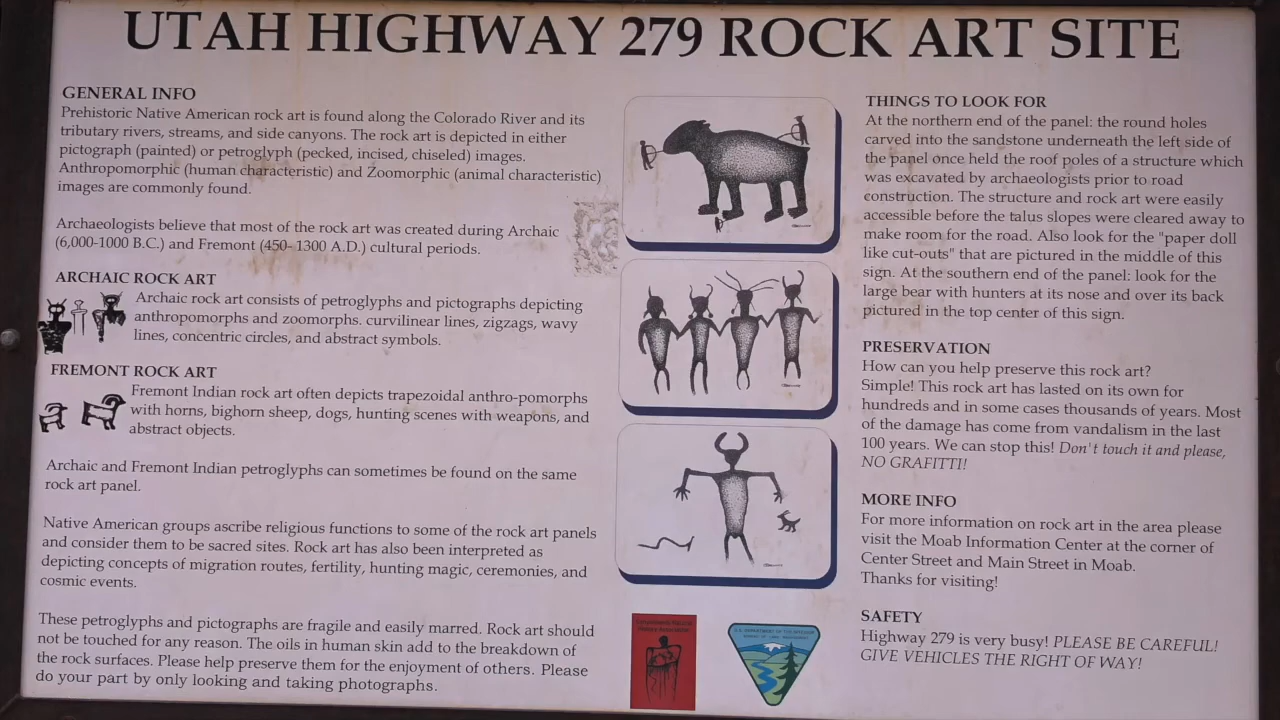 UTAH HIGHWAY 279 ROCK ART SITE
GENERAL INFO
Prehistoric Native American rock art is found along the Colorado River and its
tributary rivers, streams, and side canyons. The rock art is depicted in either
pictograph (painted) or petroglyph (pecked, incised, chiseled) images.
Anthropomorphic (human characteristic) and Zoomorphic (animal characteristic)
images are commonly found.
Archaeologists believe that most of the rock art was created during Archaic
(6,000-1000 B.C.) and Fremont (450- 1300 A.D.) cultural periods.
ARCHAIC ROCK ART
Archaic rock art consists of petroglyphs and pictographs depicting
anthropomorphs and zoomorphs. curvilinear lines, zigzags, wavy
lines, concentric circles, and abstract symbols.
FREMONT ROCK ART
Fremont Indian rock art often depicts trapezoidal anthro-pomorphs
with horns, bighorn sheep, dogs, hunting scenes with weapons, and
abstract objects.
Archaic and Fremont Indian petroglyphs can sometimes be found on the same
rock art panel.
Native American groups ascribe religious functions to some of the rock art panels
and consider them to be sacred sites. Rock art has also been interpreted as
depicting concepts of migration routes, fertility, hunting magic, ceremonies, and
cosmic events.
These petroglyphs and pictographs are fragile and easily marred. Rock art should
not be touched for any reason. The oils in human skin add to the breakdown of
the rock surfaces. Please help preserve them for the enjoyment of others. Please
do your part by only looking and taking photographs.
THINGS TO LOOK FOR
At the northern end of the panel: the round holes
carved into the sandstone underneath the left side of
the panel once held the roof poles of a structure which
was excavated by archaeologists prior to road
construction. The structure and rock art were easily
accessible before the talus slopes were cleared away to
make room for the road. Also look for the "paper doll
like cut-outs" that are pictured in the middle of this
sign. At the southern end of the panel: look for the
large bear with hunters at its nose and over its back
pictured in the top center of this sign.
PRESERVATION
How can you help preserve this rock art?
Simple! This rock art has lasted on its own for
hundreds and in some cases thousands of years. Most
of the damage has come from vandalism in the last
100 years. We can stop this! Don't touch it and please,
NO GRAFITTI!
MORE INFO
For more information on rock art in the area please
visit the Moab Information Center at the corner of
Center Street and Main Street in Moab.
Thanks for visiting!
SAFETY
Highway 279 is very busy! PLEASE BE CAREFUL!
GIVE VEHICLES THE RIGHT OF WAY!
U.S. DEPARTMENT OF THE INTERIOR
BUREAU OF LAND MANAGEMENT